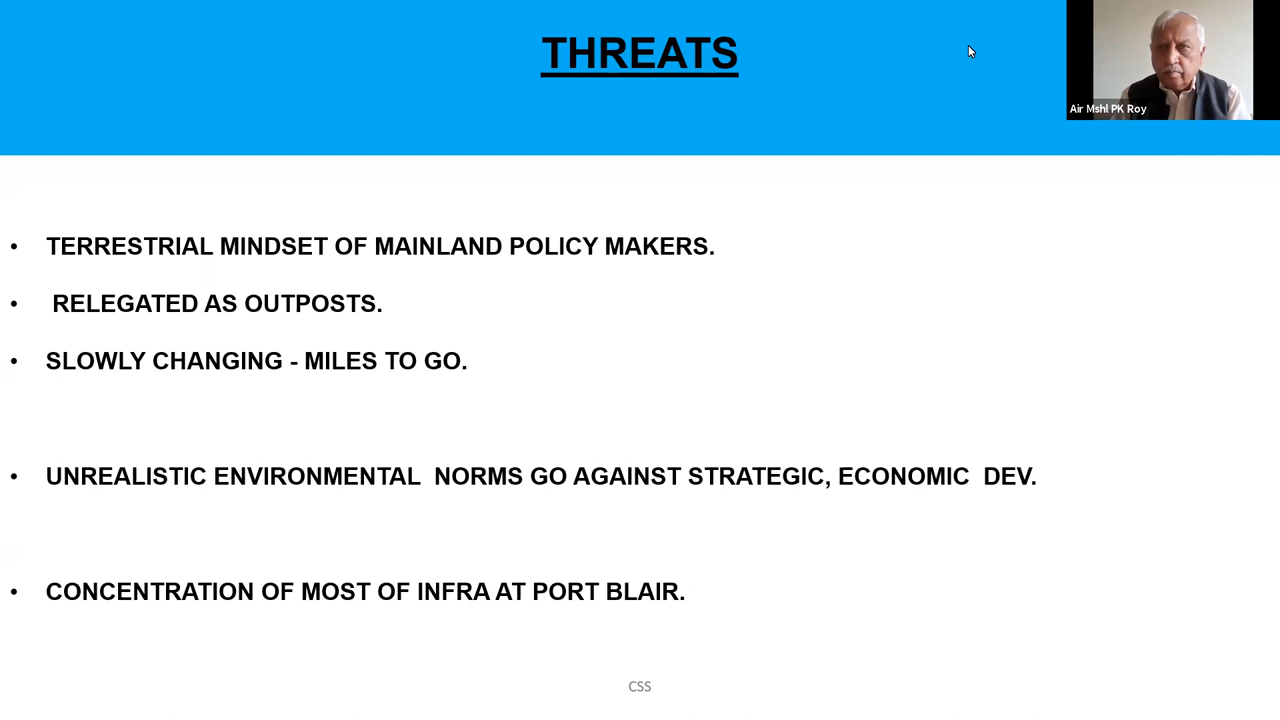 THREATS
Air Mshl PK Roy
• TERRESTRIAL MINDSET OF MAINLAND POLICY MAKERS.
• RELEGATED AS OUTPOSTS.
• SLOWLY CHANGING - MILES TO GO.
• UNREALISTIC ENVIRONMENTAL NORMS GO AGAINST STRATEGIC, ECONOMIC DEV.
• CONCENTRATION OF MOST OF INFRA AT PORT BLAIR.
CSS